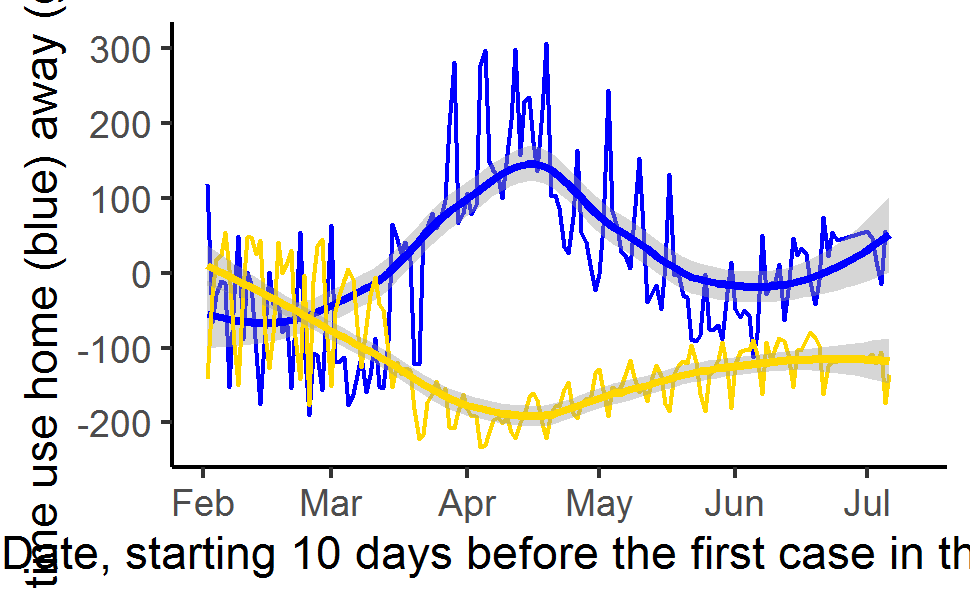 time use home (blue) away (
300
200
100
0
-100
-200
Feb Mar Apr May Jun Jul
Date, starting 10 days before the first case in th